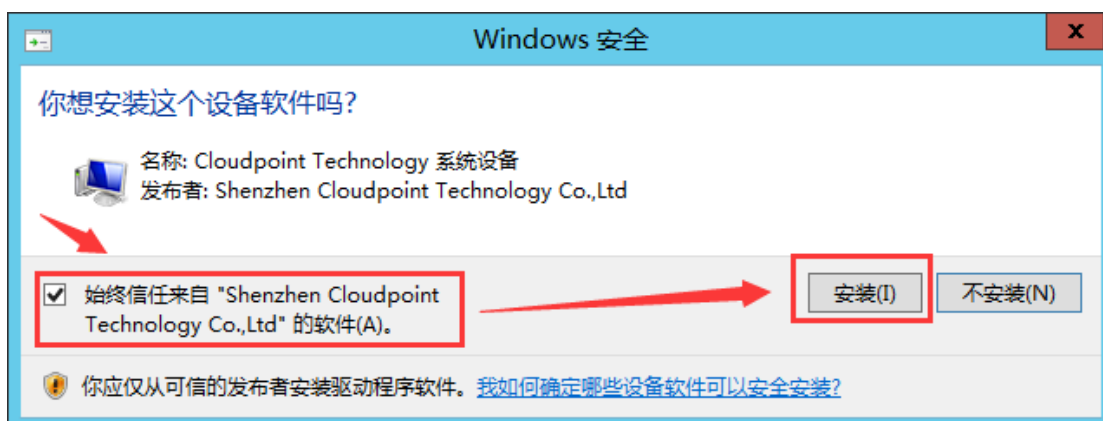 Windows 安全
x
你想安装这个设备软件吗?
名称: Cloudpoint Technology 系统设备
发布者: Shenzhen Cloudpoint Technology Co.,Ltd
始终信任来自 "Shenzhen Cloudpoint
Technology Co.,Ltd" 的软件(A)。
安装(I)
不安装(N)
你应仅从可信的发布者安装驱动程序软件。我如何确定哪些设备软件可以安全安装?